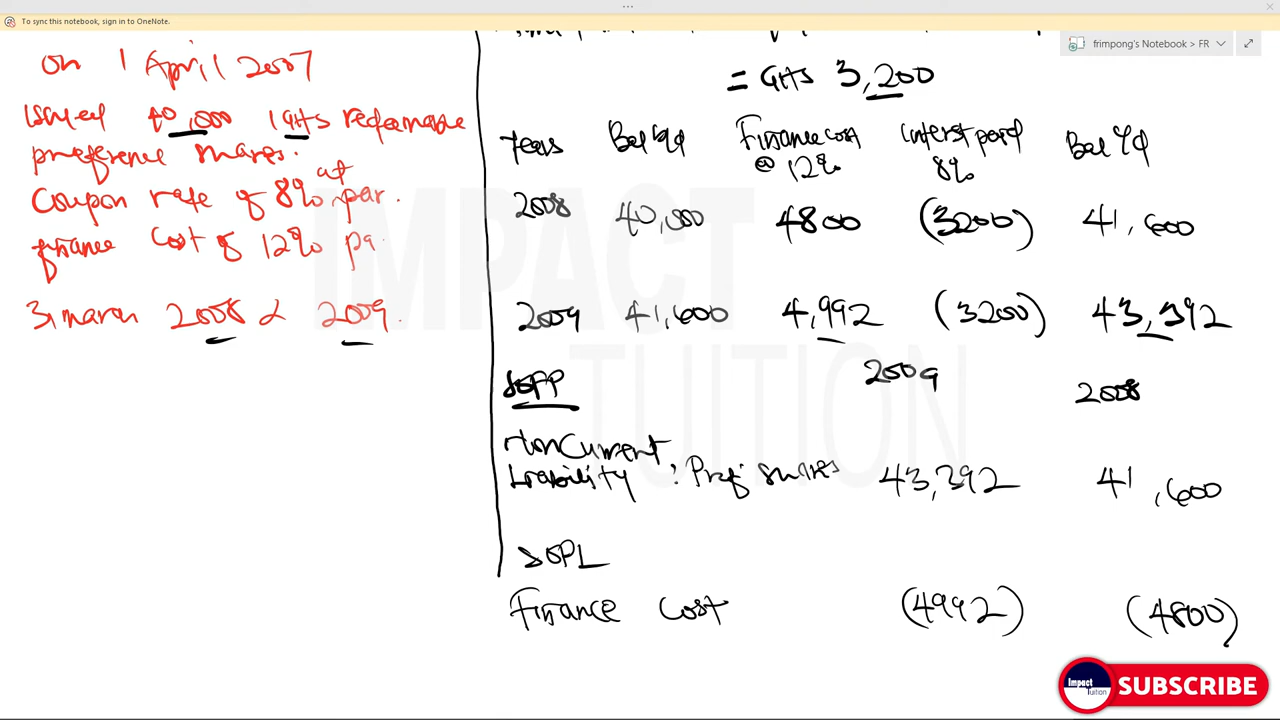 To sync this notebook, sign in to OneNote.
frimpong's Notebook > FR
on 1 April 2007
Issued 40,000 1GHs redeemable
preference shares.
Coupon rate of 8% at par.
finance cost of 12% pa
31 march 2008 & 2009.
= GHS 3,200
Years Bal b/d Finance cost @ 12% Interest paid 8% Bal c/d
2008 40,000 4800 (3200) 41,600
2009 41,600 4,992 (3200) 43,392
SOFP 2009 2008
Non Current
Liability : Pref shares 43,392 41,600
SOPL
Finance Cost (4992) (4800)
IMPACT
TUITION
Impact
Tuition
SUBSCRIBE